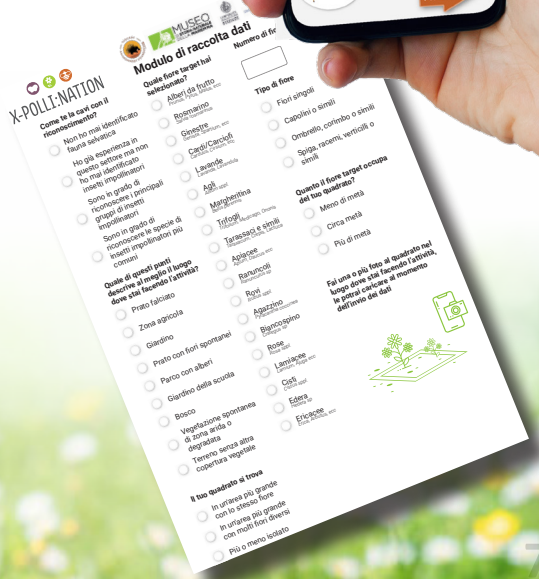 X-POLLI:NATION
MUSEO
Modulo di raccolta dati
Come te la cavi con il
riconoscimento?
Non ho mai identificato
fauna selvatica
Ho già esperienza in
questo settore ma non
ho mai identificato
insetti impollinatori
Sono in grado di
riconoscere i principali
gruppi di insetti
impollinatori
Sono in grado di
riconoscere le specie di
insetti impollinatori più
comuni
Quale di questi punti
descrive al meglio il luogo
dove stai facendo l'attività?
Prato falciato
Zona agricola
Giardino
Prato con fiori spontanei
Parco con alberi
Giardino della scuola
Bosco
Vegetazione spontanea
di zona arida o
degradata
Terreno senza altra
copertura vegetale
Il tuo quadrato si trova
In un'area più grande
con lo stesso fiore
In un'area più grande
con molti fiori diversi
Più o meno isolato
Quale fiore target hai
selezionato?
Alberi da frutto
Rosmarino
Ginestre
Cardi/Carciofi
Lavande
Agli
Margheritina
Trifogli
Tarassaci e simili
Apiacee
Ranuncoli
Rovi
Agazzino
Biancospino
Rose
Lamiacee
Cisti
Edera
Ericacee
Numero di
Tipo di fiore
Fiori singoli
Capolini o simili
Ombrello, corimbo o simili
Spiga, racemi, verticilli o
simili
Quanto il fiore target occupa
del tuo quadrato?
Meno di metà
Circa metà
Più di metà
Fai una o più foto al quadrato nel
luogo dove stai facendo l'attività,
le potrai caricare al momento
dell'invio dei dati